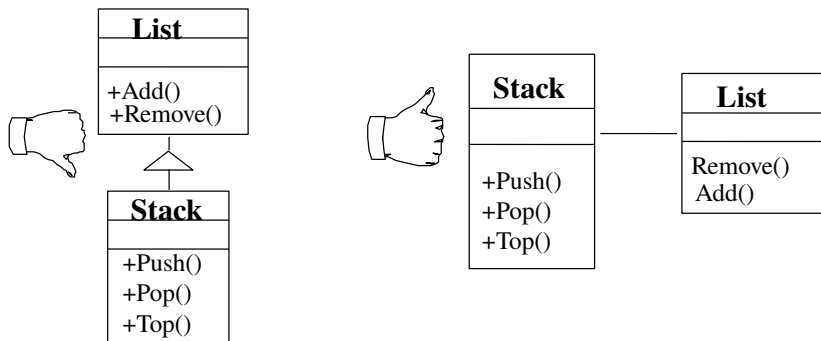 List
+Add()
+Remove()
Stack
+Push()
+Pop()
+Top()
Stack
+Push()
+Pop()
+Top()
List
Remove()
Add()